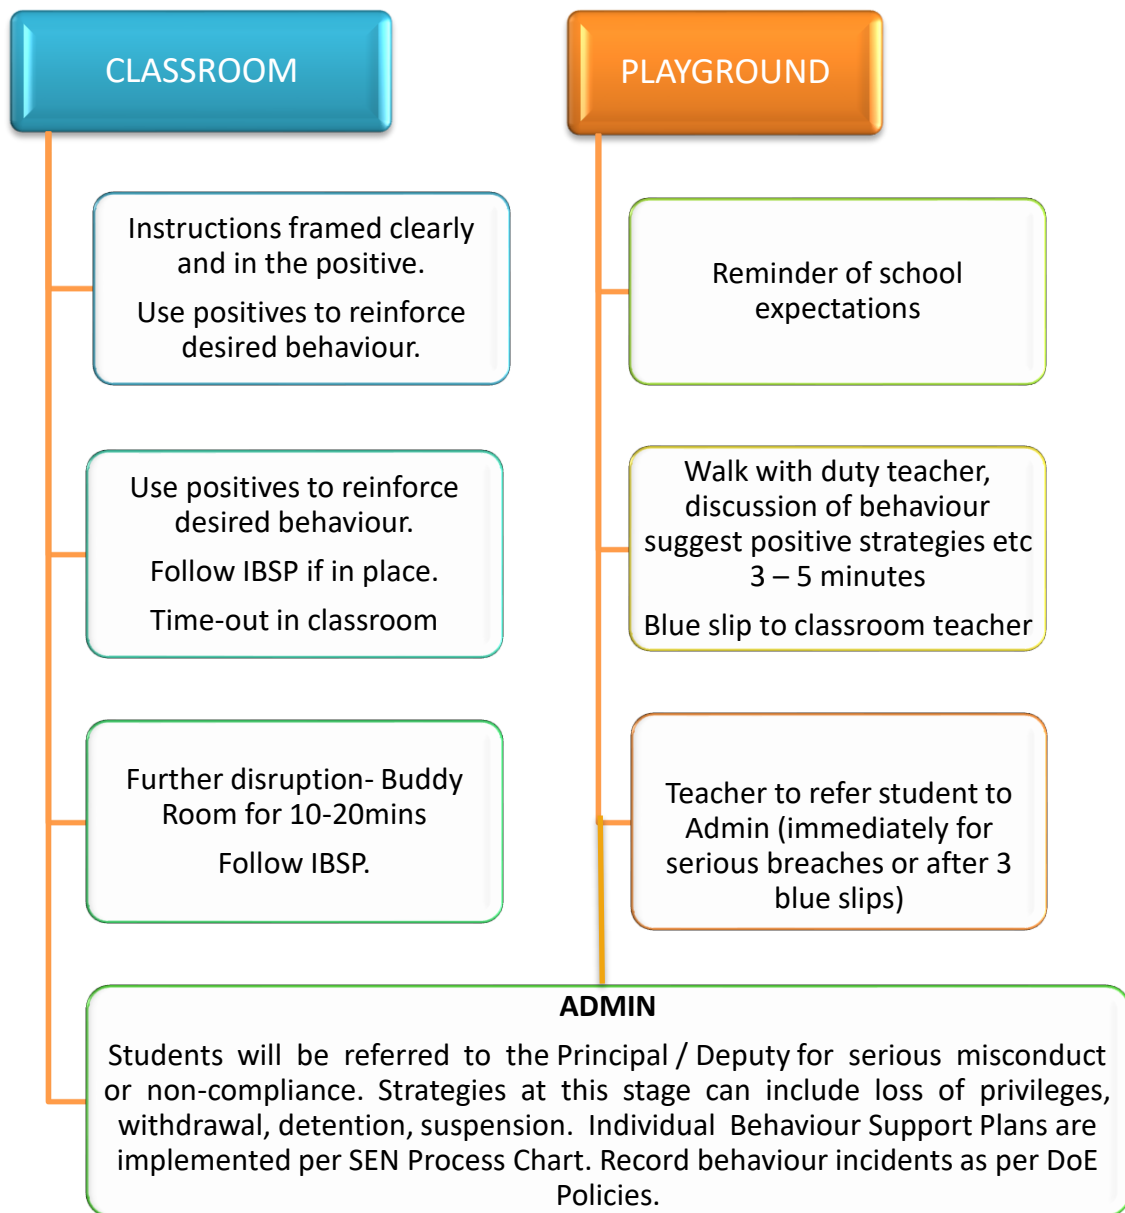 CLASSROOM
Instructions framed clearly
and in the positive.
Use positives to reinforce
desired behaviour.
Use positives to reinforce
desired behaviour.
Follow IBSP if in place.
Time-out in classroom
Further disruption- Buddy
Room for 10-20mins
Follow IBSP.
PLAYGROUND
Reminder of school
expectations
Walk with duty teacher,
discussion of behaviour
suggest positive strategies etc
3 – 5 minutes
Blue slip to classroom teacher
Teacher to refer student to
Admin (immediately for
serious breaches or after 3
blue slips)
ADMIN
Students will be referred to the Principal / Deputy for serious misconduct
or non-compliance. Strategies at this stage can include loss of privileges,
withdrawal, detention, suspension. Individual Behaviour Support Plans are
implemented per SEN Process Chart. Record behaviour incidents as per DoE
Policies.